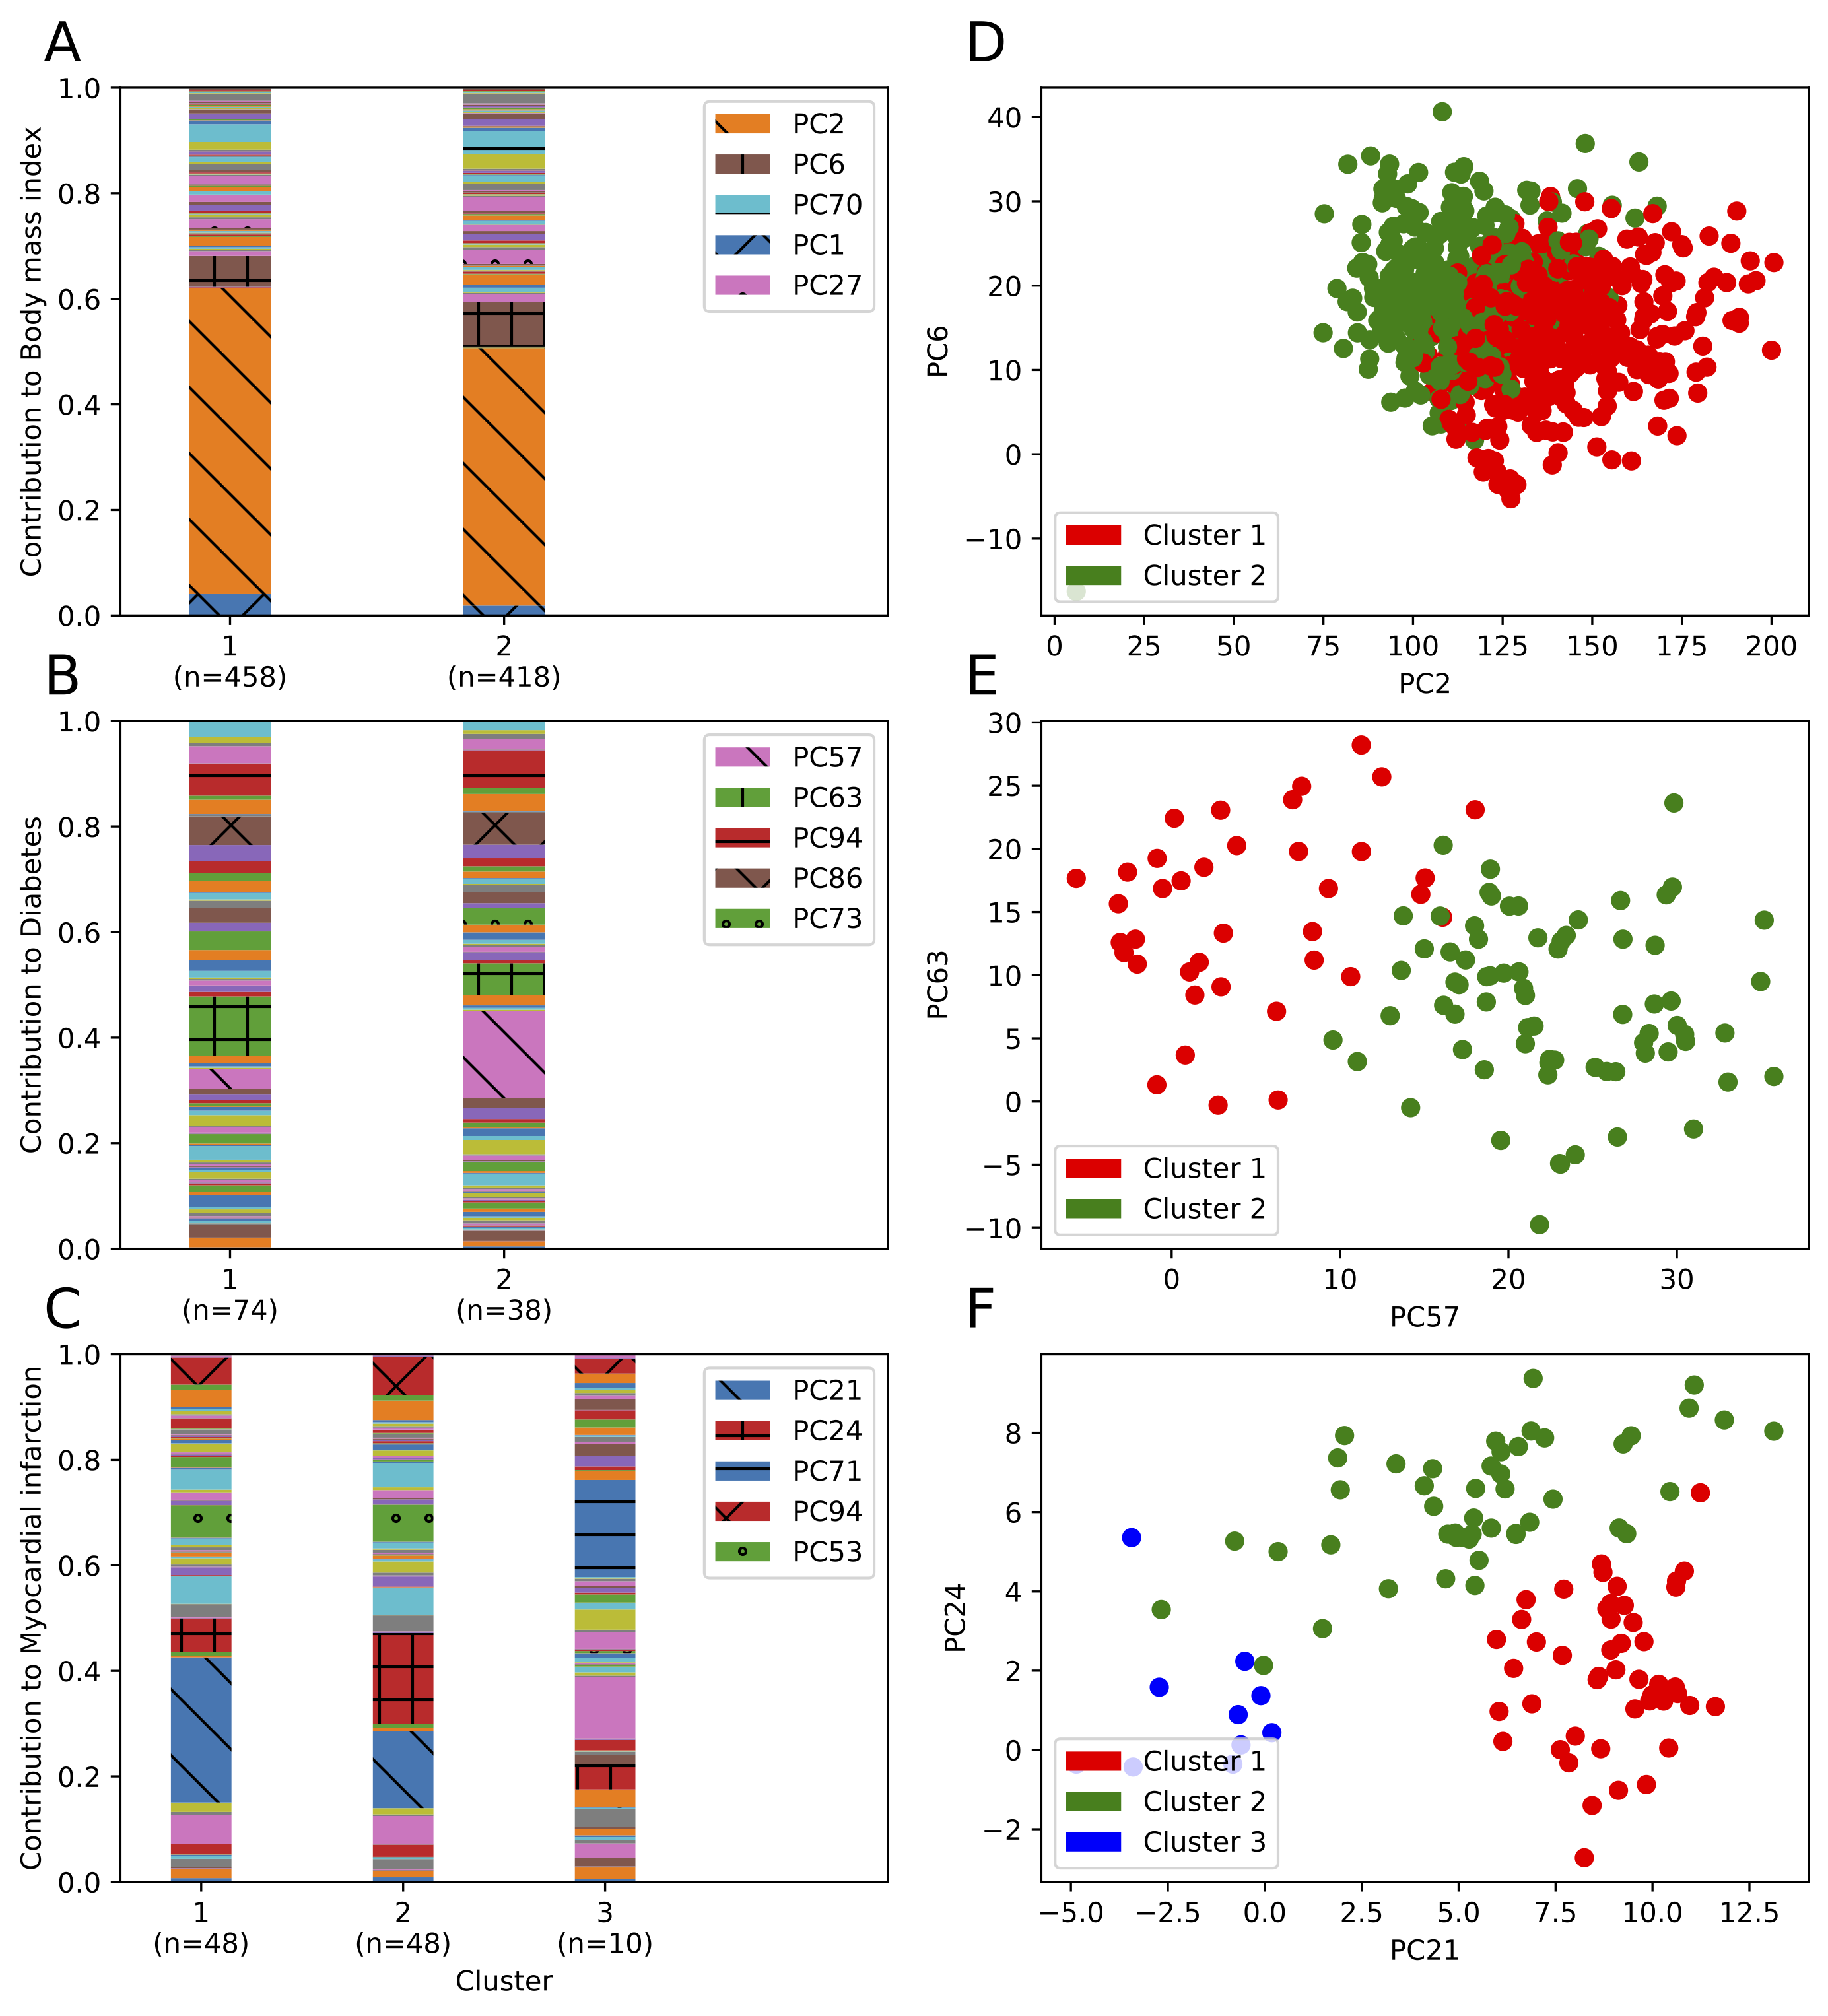 A
Contribution to Body mass index
1.0
0.8
0.6
0.4
0.2
0.0
1
(n=458)
2
(n=418)
PC2
PC6
PC70
PC1
PC27
D
PC6
40
30
20
10
0
−10
0
25
50
75
100
125
150
175
200
PC2
Cluster 1
Cluster 2
B
Contribution to Diabetes
1.0
0.8
0.6
0.4
0.2
0.0
1
(n=74)
2
(n=38)
PC57
PC63
PC94
PC86
PC73
E
PC63
30
25
20
15
10
5
0
−5
−10
0
10
20
30
PC57
Cluster 1
Cluster 2
C
Contribution to Myocardial infarction
1.0
0.8
0.6
0.4
0.2
0.0
1
(n=48)
2
(n=48)
3
(n=10)
Cluster
PC21
PC24
PC71
PC94
PC53
F
PC24
8
6
4
2
0
−2
−5.0
−2.5
0.0
2.5
5.0
7.5
10.0
12.5
PC21
Cluster 1
Cluster 2
Cluster 3